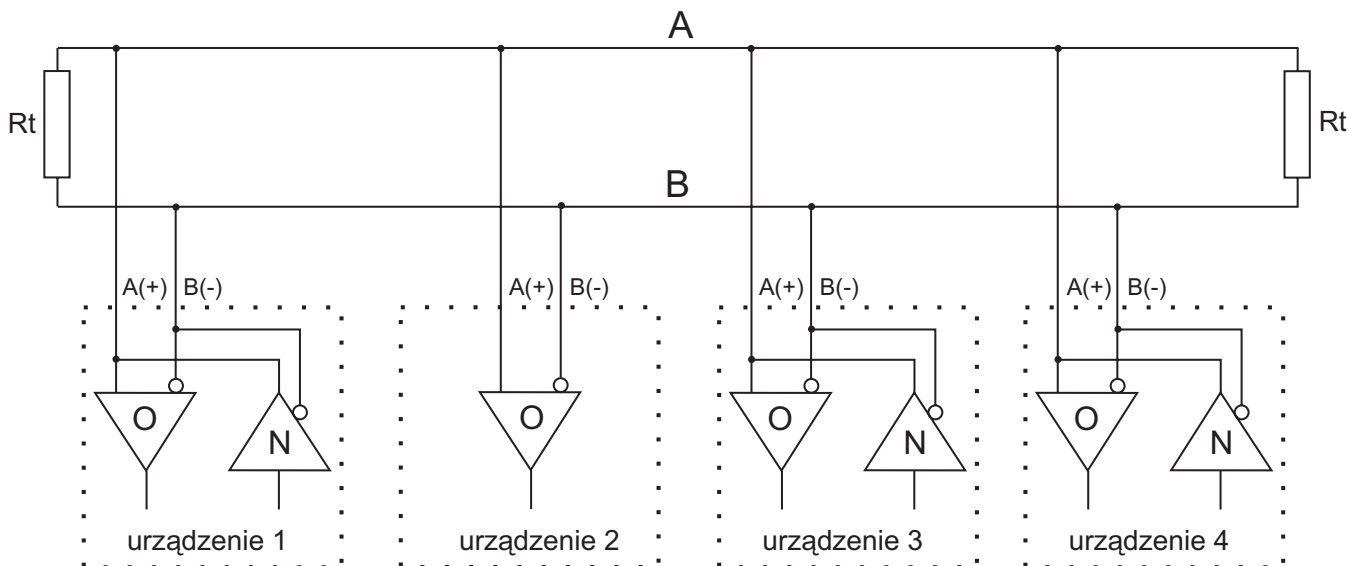 A
Rt
Rt
B
A(+) B(-)
A(+) B(-)
A(+) B(-)
A(+) B(-)
O
N
O
O
N
O
N
urządzenie 1
urządzenie 2
urządzenie 3
urządzenie 4